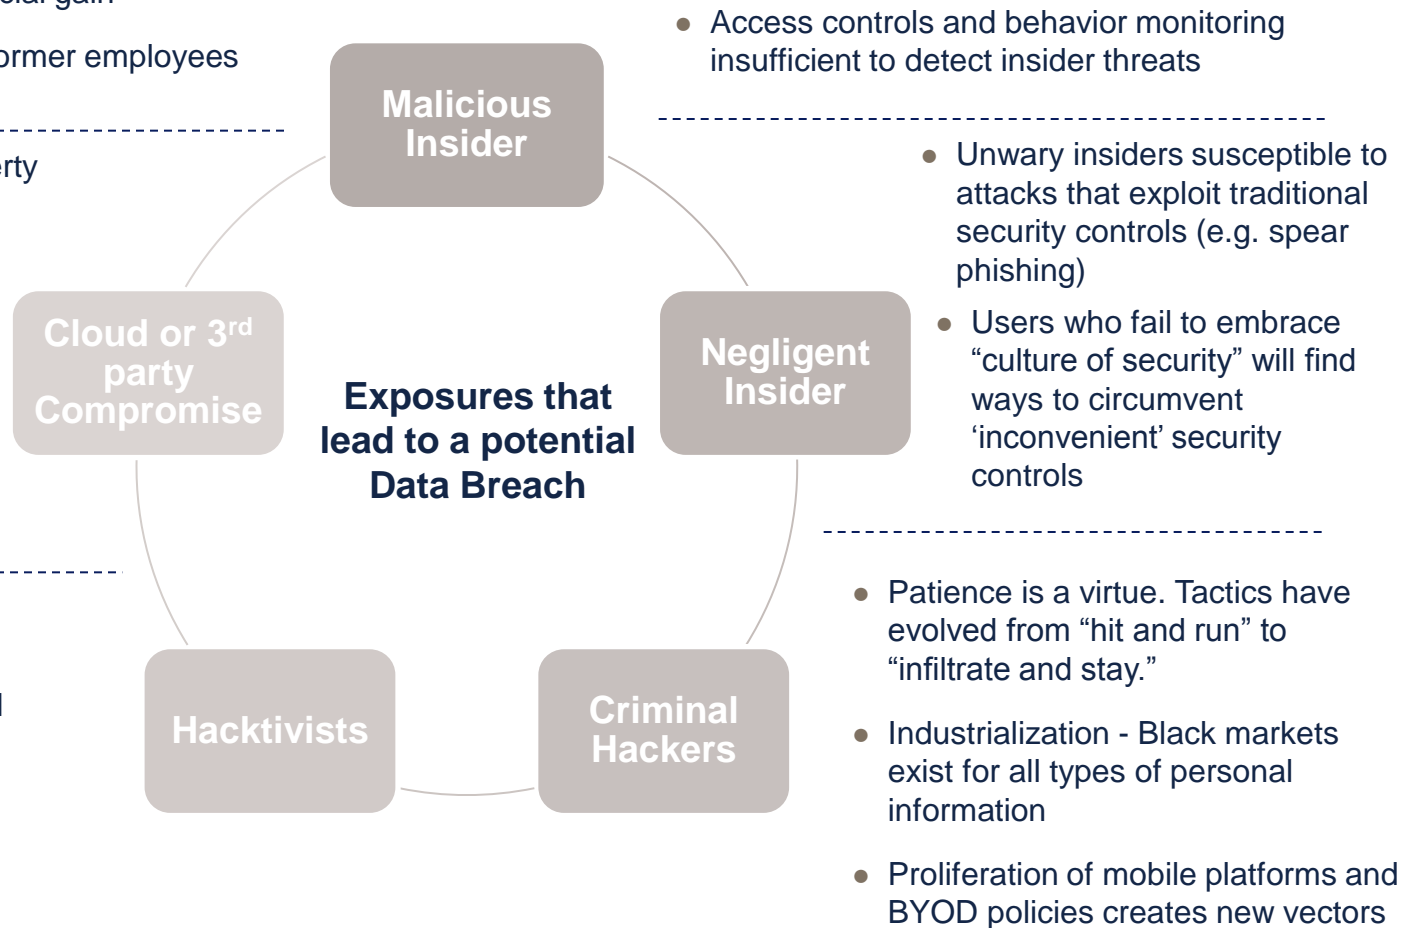 ormer employees
Malicious
Insider
● Access controls and behavior monitoring
insufficient to detect insider threats
● Unwary insiders susceptible to
attacks that exploit traditional
security controls (e.g. spear
phishing)
Negligent
Insider
● Users who fail to embrace
“culture of security” will find
ways to circumvent
‘inconvenient’ security
controls
Cloud or 3rd
party
Compromise
Exposures that
lead to a potential
Data Breach
Hacktivists
Criminal
Hackers
● Patience is a virtue. Tactics have
evolved from “hit and run” to
“infiltrate and stay.”
● Industrialization - Black markets
exist for all types of personal
information
● Proliferation of mobile platforms and
BYOD policies creates new vectors